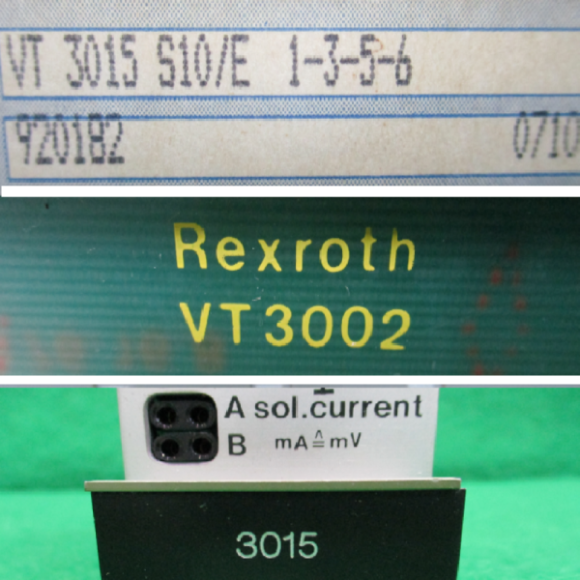 VT 3015 S10/E 1-3-5-6
920182 0710
Rexroth
VT3002
A sol.current
B mA≙mV
3015